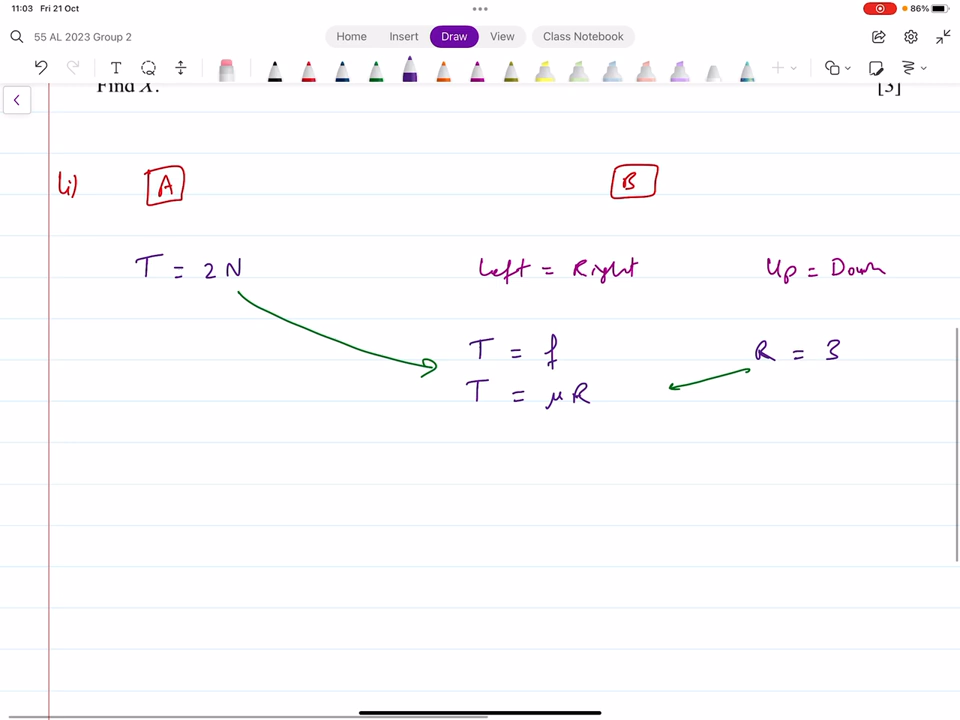 11:03 Fri 21 Oct
86%
55 AL 2023 Group 2
Home Insert Draw View Class Notebook
Find X. [3]
(i) A B
T = 2 N Left = Right Up = Down
T = f R = 3
T = μR